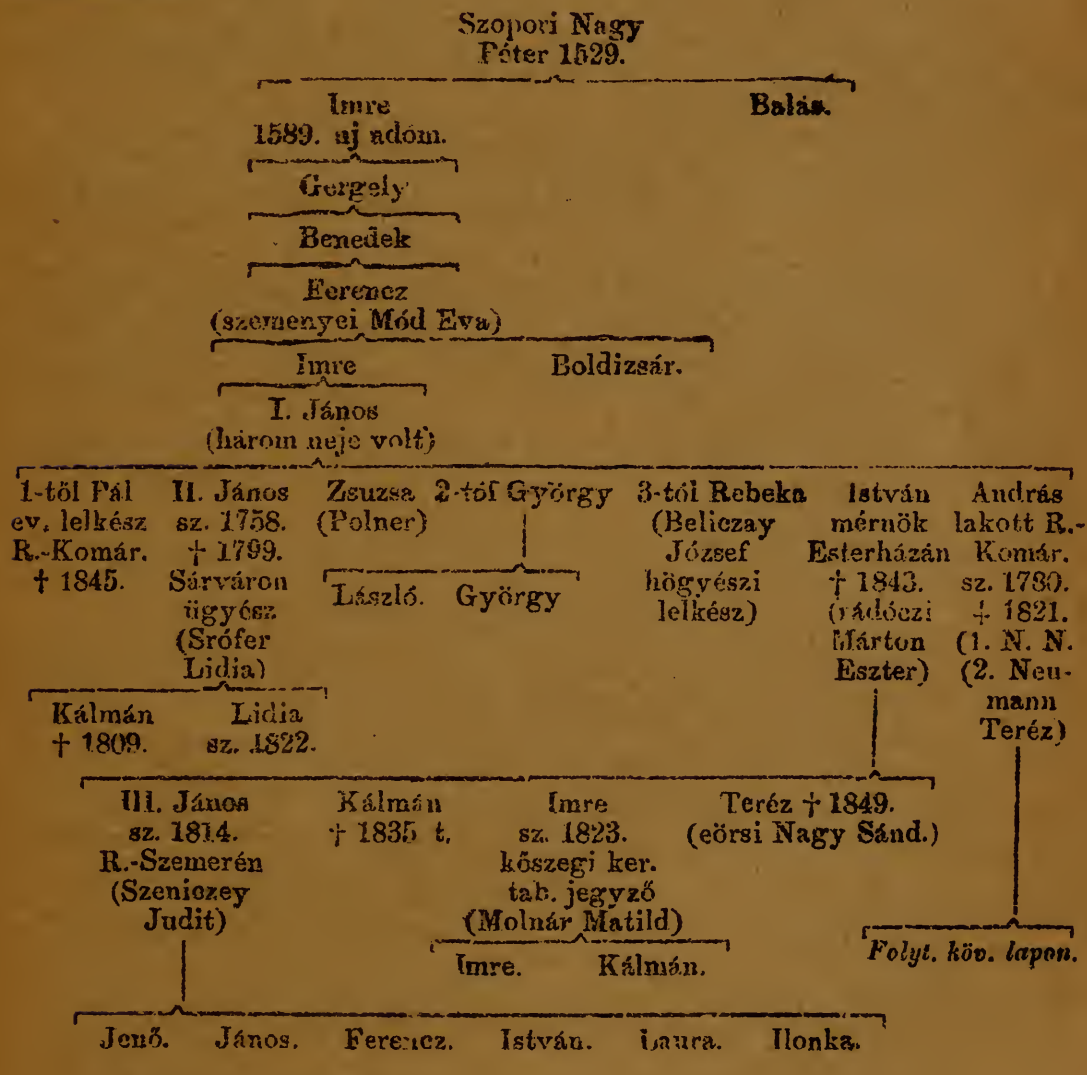 Szopori Nagy
Péter 1529.
Imre Balás.
1589. uj adóm.
Gergely
Benedek
Ferencz
(szemenyei Mód Eva)
Imre Boldizsár.
I. János
(három neje volt)
1-től Pál II. János Zsuzsa 2-tól György 3-tól Rebeka István András
ev. lelkész sz. 1758. (Polner) (Beliczay mérnök lakott R.-
R.-Komár. † 1799. József Esterházán Komár.
† 1845. Sárváron László. György högyészi † 1843. sz. 1780.
ügyész lelkész) (rádóczi † 1821.
(Srófer Márton (1. N. N.
Lidia) Eszter) (2. Neu-
Kálmán Lidia mann
† 1809. sz. 1822. Teréz)
III. János Kálmán Imre Teréz † 1849.
sz. 1814. † 1835 t. sz. 1823. (eörsi Nagy Sánd.)
R.-Szemerén kőszegi ker.
(Szeniczey tab. jegyző
Judit) (Molnár Matild)
Imre. Kálmán. Folyt. köv. lapon.
Jenő. János. Ferencz. István. Laura. Ilonka.